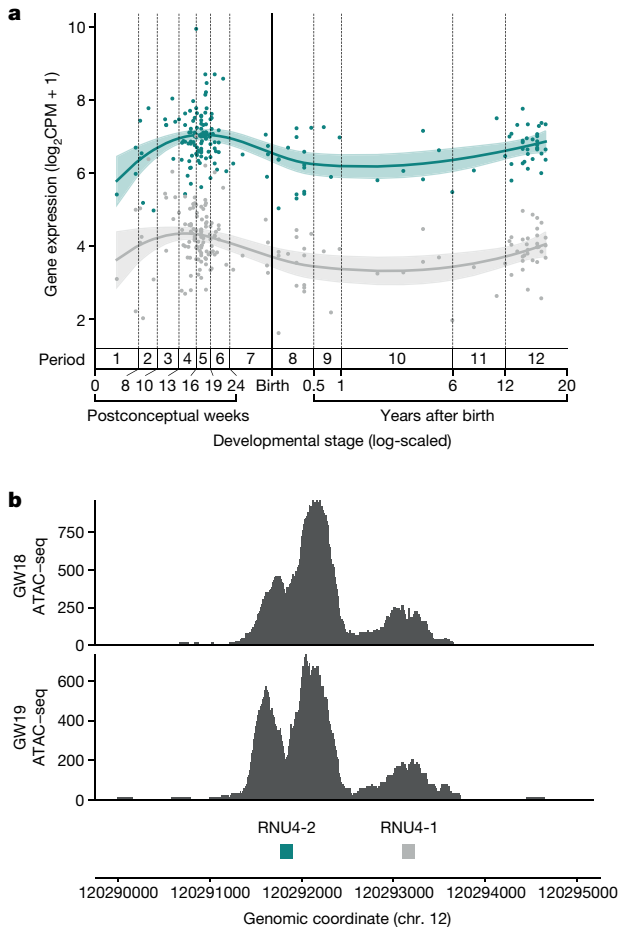 a
Gene expression (log2CPM + 1)
10
8
6
4
2
Period 1 2 3 4 5 6 7 8 9 10 11 12
0 8 10 13 16 19 24 Birth 0.5 1 6 12 20
Postconceptual weeks Years after birth
Developmental stage (log-scaled)
b
GW18
ATAC–seq
750
500
250
0
GW19
ATAC–seq
600
400
200
0
RNU4-2 RNU4-1
120290000 120291000 120292000 120293000 120294000 120295000
Genomic coordinate (chr. 12)